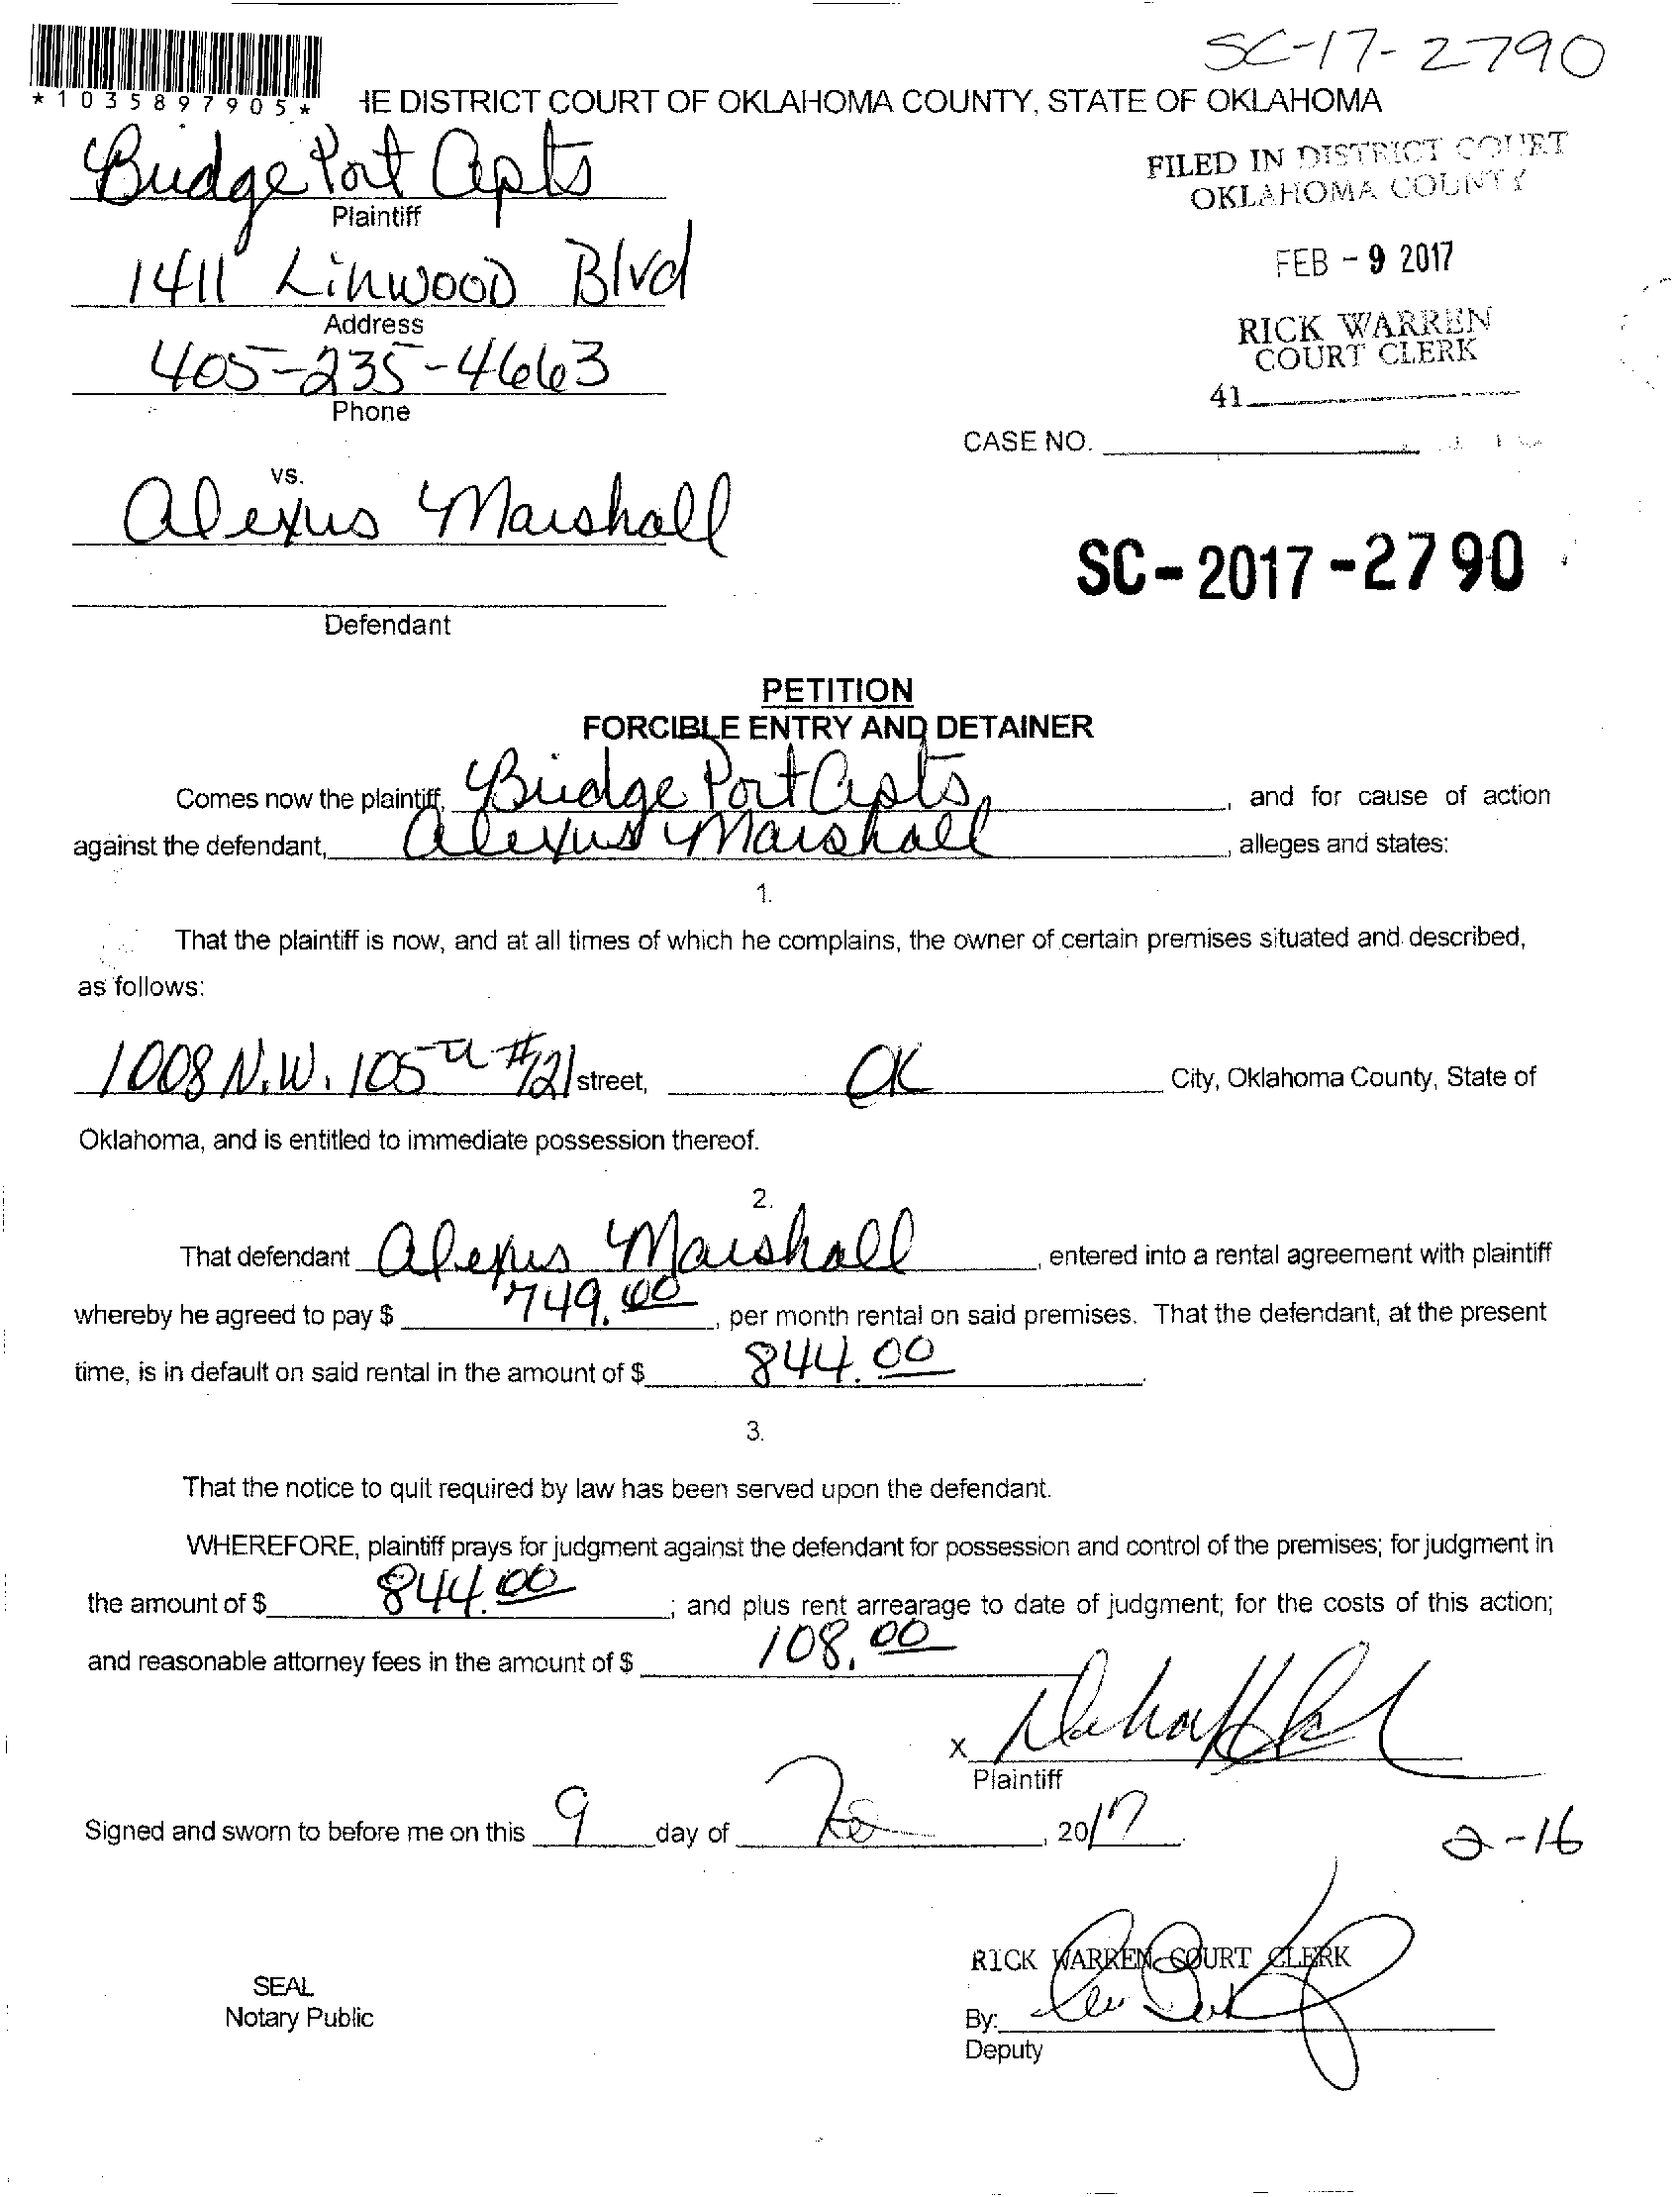 SC-17-2790
*1035897905*
HE DISTRICT COURT OF OKLAHOMA COUNTY, STATE OF OKLAHOMA
Bridge Port Apts
Plaintiff
FILED IN DISTRICT COURT
OKLAHOMA COUNTY
1411 Linwood Blvd
Address
FEB - 9 2017
RICK WARREN
COURT CLERK
405-235-4663
Phone
41
CASE NO.
vs.
Alexus Marshall
SC-2017-2790
Defendant
PETITION
FORCIBLE ENTRY AND DETAINER
Comes now the plaintiff, Bridge Port Apts, and for cause of action
against the defendant, Alexus Marshall, alleges and states:
1.
That the plaintiff is now, and at all times of which he complains, the owner of certain premises situated and described,
as follows:
1008 N.W. 105th #121 street, OK City, Oklahoma County, State of
Oklahoma, and is entitled to immediate possession thereof.
2.
That defendant Alexus Marshall, entered into a rental agreement with plaintiff
whereby he agreed to pay $ 749.00, per month rental on said premises. That the defendant, at the present
time, is in default on said rental in the amount of $ 844.00.
3.
That the notice to quit required by law has been served upon the defendant.
WHEREFORE, plaintiff prays for judgment against the defendant for possession and control of the premises; for judgment in
the amount of $ 844.00; and plus rent arrearage to date of judgment; for the costs of this action;
and reasonable attorney fees in the amount of $ 108.00
X
Plaintiff
Signed and sworn to before me on this 9 day of Feb, 2017.
2-16
RICK WARREN COURT CLERK
SEAL
Notary Public
By:
Deputy